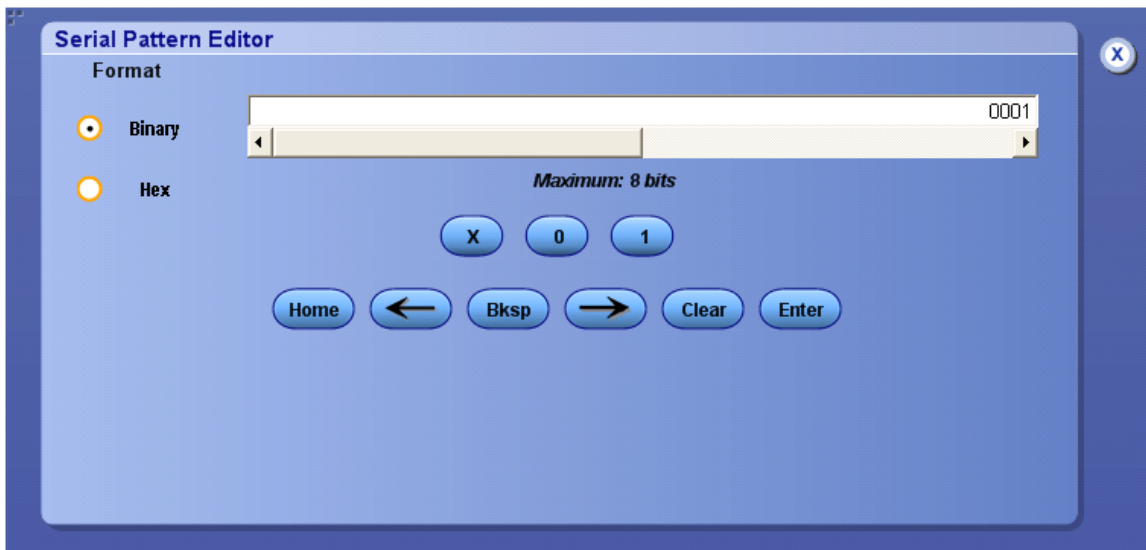 Serial Pattern Editor
X
Format
0001
Binary
Maximum: 8 bits
Hex
X 0 1
Home Bksp Clear Enter